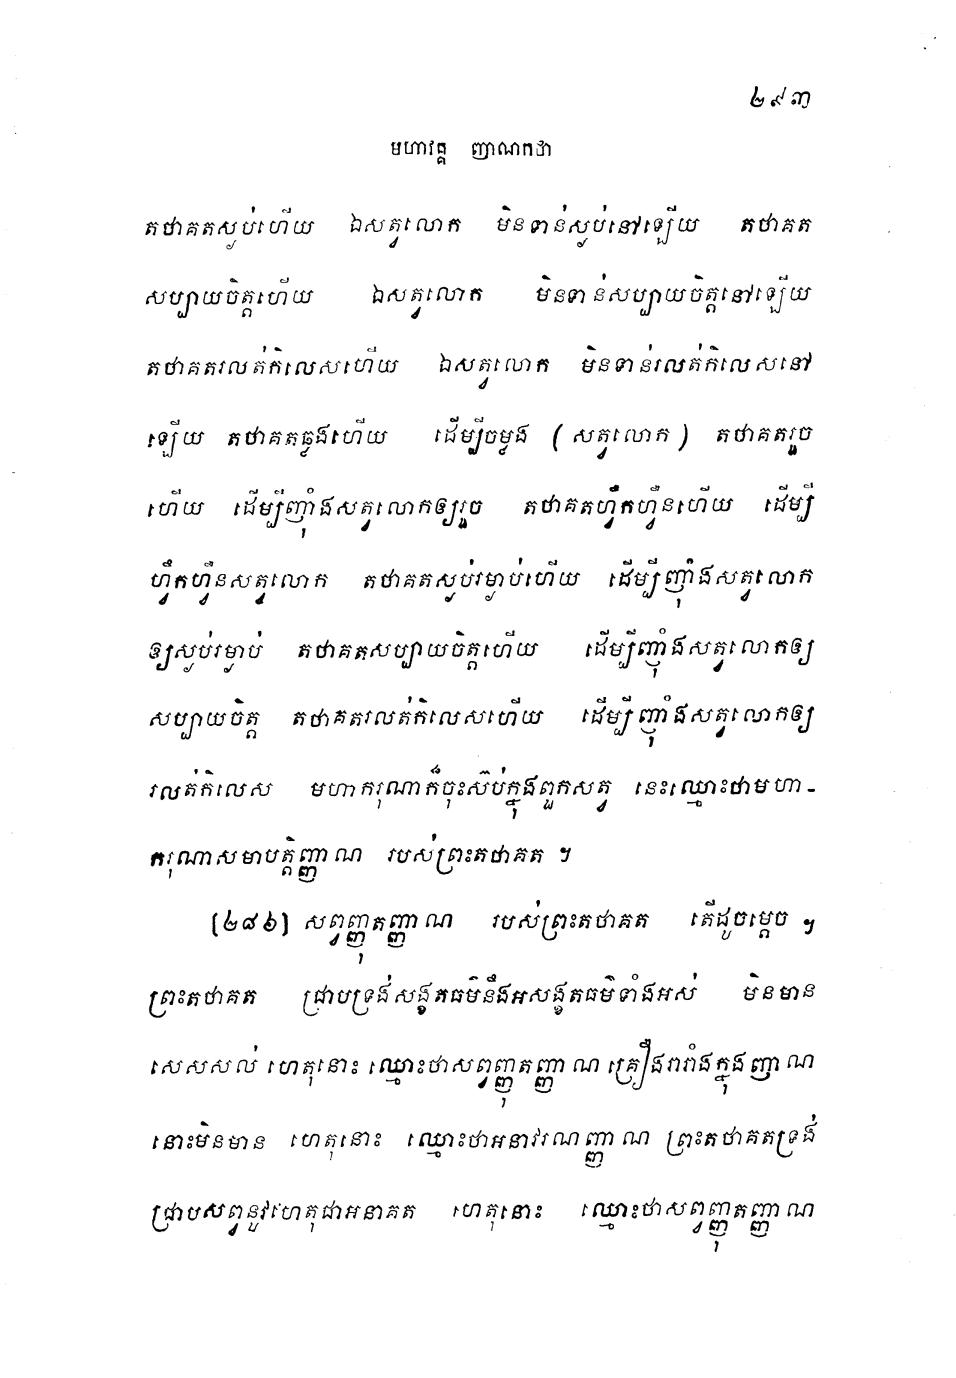 ២៩៣
មហាវគ្គ ញាណកថា
តថាគតស្ងប់ហើយ ឯសត្វលោក មិនទាន់ស្ងប់នៅឡើយ តថាគត
សប្បាយចិត្តហើយ ឯសត្វលោក មិនទាន់សប្បាយចិត្តនៅឡើយ
តថាគតរលត់កិលេសហើយ ឯសត្វលោក មិនទាន់រលត់កិលេសនៅ
ឡើយ តថាគតឆ្លងហើយ ដើម្បីចម្លង (សត្វលោក) តថាគតរួច
ហើយ ដើម្បីញុំាងសត្វលោកឲ្យរួច តថាគតហ្វឹកហ្វឺនហើយ ដើម្បី
ហ្វឹកហ្វឺនសត្វលោក តថាគតស្ងប់រម្ងាប់ហើយ ដើម្បីញុំាងសត្វលោក
ឲ្យស្ងប់រម្ងាប់ តថាគតសប្បាយចិត្តហើយ ដើម្បីញុំាងសត្វលោកឲ្យ
សប្បាយចិត្ត តថាគតរលត់កិលេសហើយ ដើម្បីញុំាងសត្វលោកឲ្យ
រលត់កិលេស មហាករុណាក៏ចុះស៊ប់ក្នុងពួកសត្វ នេះឈ្មោះថាមហា-
ករុណាសមាបត្តិញ្ញាណ របស់ព្រះតថាគត ។
[២៨៦] សព្វញ្ញុតញ្ញាណ របស់ព្រះតថាគត តើដូចម្តេច ។
ព្រះតថាគត ជ្រាបទ្រង់សង្ខតធម៌នឹងអសង្ខតធម៌ទាំងអស់ មិនមាន
សេសសល់ ហេតុនោះ ឈ្មោះថាសព្វញ្ញុតញ្ញាណ គ្រឿងរារាំងក្នុងញាណ
នោះមិនមាន ហេតុនោះ ឈ្មោះថាអនាវរណញ្ញាណ ព្រះតថាគតទ្រង់
ជ្រាបសព្វនូវហេតុជាអនាគត ហេតុនោះ ឈ្មោះថាសព្វញ្ញុតញ្ញាណ